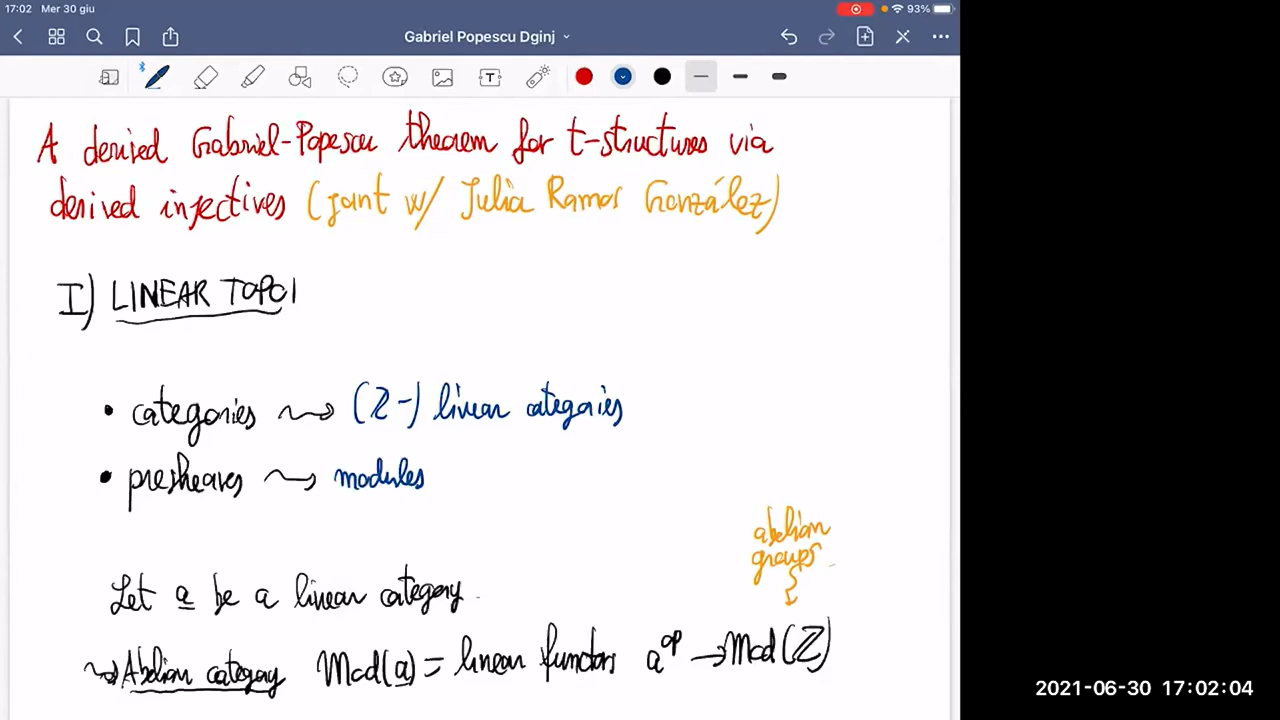 17:02 Mer 30 giu
93%
Gabriel Popescu Dginj
A derived Gabriel-Popescu theorem for t-structures via
derived injectives (joint w/ Julia Ramos González)
I) LINEAR TOPOI
• categories ⇝ (ℤ-) linear categories
• presheaves ⇝ modules
abelian
groups
Let a be a linear category.
⇝ Abelian category Mod(a) = linear functors a^op → Mod(ℤ)
2021-06-30 17:02:04